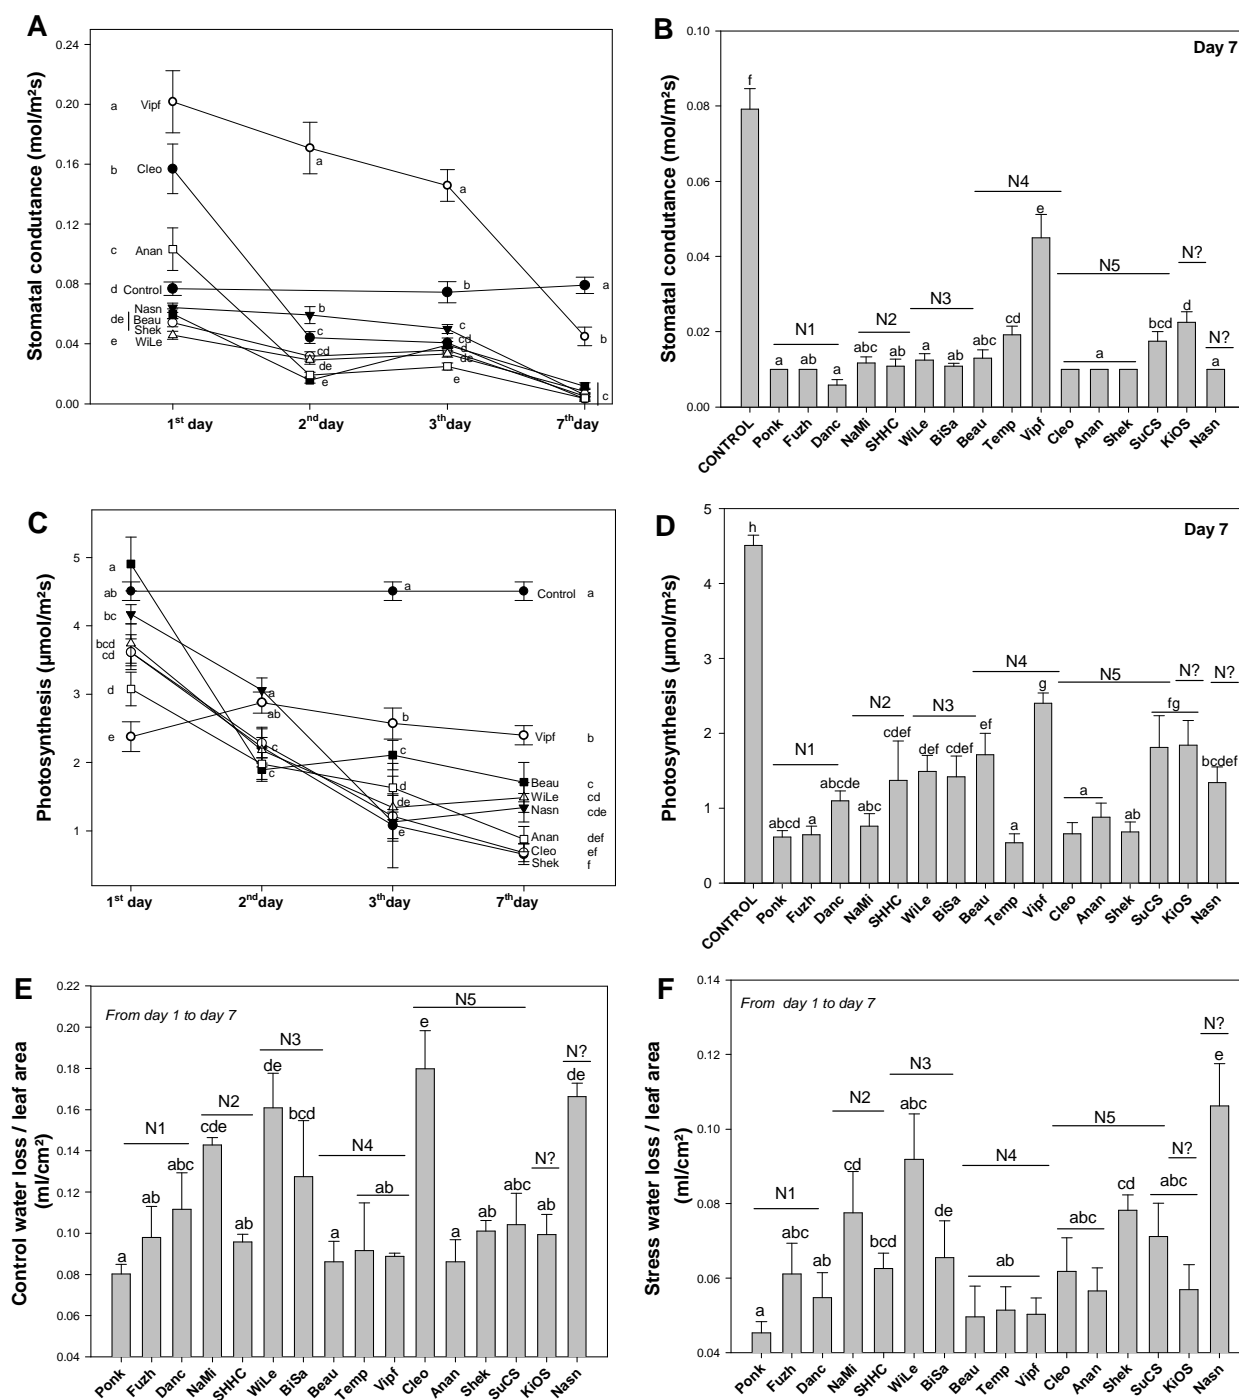 A
Stomatal condutance (mol/m²s)
0.24
0.20
0.16
0.12
0.08
0.04
0.00
a Vipf
b Cleo
c Anan
d Control
Nasn
de Beau
Shek
e WiLe
a
b
c
cd
de
e
a
b
c
d
de
e
a
b
c
1st day
2nd day
3th day
7th day
B
Day 7
Stomatal condutance (mol/m²s)
0.10
0.08
0.06
0.04
0.02
0.00
f
N1
N2
N3
N4
N5
N?
N?
a
ab
a
abc
ab
a
ab
abc
cd
e
a
bcd
d
a
CONTROL
Ponk
Fuzh
Danc
NaMi
SHHC
WiLe
BiSa
Beau
Temp
Vipf
Cleo
Anan
Shek
SuCS
KiOS
Nasn
C
Photosynthesis (µmol/m²s)
5
4
3
2
1
a
ab
bc
bcd
cd
d
e
a
ab
c
c
a
b
c
d
de
e
Control a
Vipf b
Beau c
WiLe cd
Nasn cde
Anan def
Cleo ef
Shek f
1st day
2nd day
3th day
7th day
D
Day 7
Photosynthesis (µmol/m²s)
5
4
3
2
1
0
h
N1
N2
N3
N4
N5
N?
N?
abcd
a
abcde
abc
cdef
def
cdef
ef
a
g
a
ab
fg
bcdef
CONTROL
Ponk
Fuzh
Danc
NaMi
SHHC
WiLe
BiSa
Beau
Temp
Vipf
Cleo
Anan
Shek
SuCS
KiOS
Nasn
E
From day 1 to day 7
Control water loss / leaf area
(ml/cm²)
0.22
0.20
0.18
0.16
0.14
0.12
0.10
0.08
0.06
0.04
N1
N2
N3
N4
N5
N?
N?
a
ab
abc
cde
ab
de
bcd
a
ab
e
a
ab
abc
ab
de
Ponk
Fuzh
Danc
NaMi
SHHC
WiLe
BiSa
Beau
Temp
Vipf
Cleo
Anan
Shek
SuCS
KiOS
Nasn
F
From day 1 to day 7
Stress water loss / leaf area
(ml/cm²)
0.14
0.12
0.10
0.08
0.06
0.04
N1
N2
N3
N4
N5
N?
N?
a
abc
ab
cd
bcd
abc
de
ab
abc
cd
abc
e
Ponk
Fuzh
Danc
NaMi
SHHC
WiLe
BiSa
Beau
Temp
Vipf
Cleo
Anan
Shek
SuCS
KiOS
Nasn